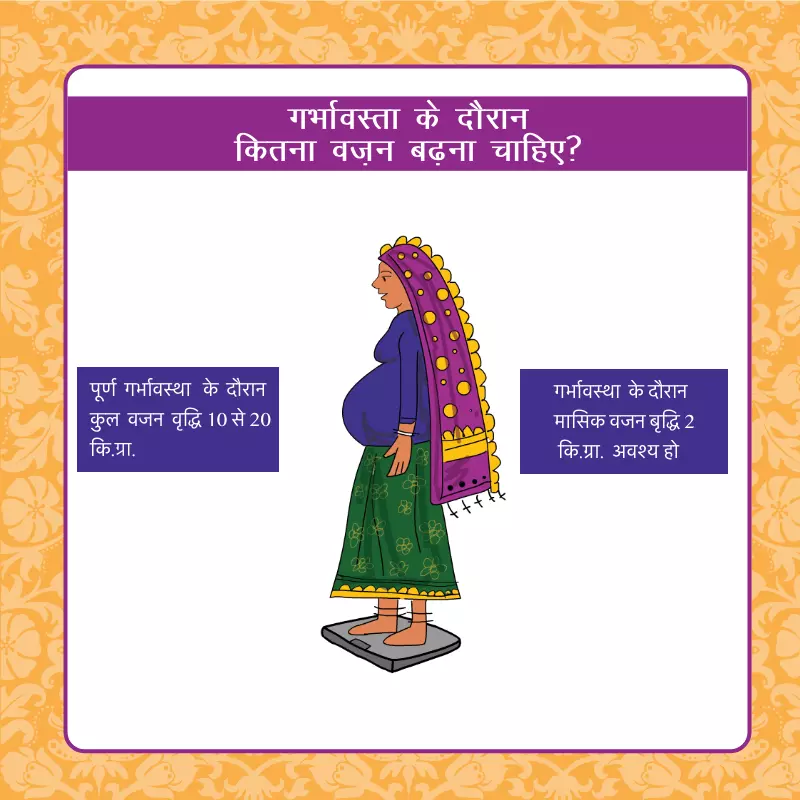 गर्भावस्ता के दौरान
कितना वज़न बढ़ना चाहिए?
पूर्ण गर्भावस्था के दौरान
कुल वजन वृद्धि 10 से 20
कि.ग्रा.
गर्भावस्था के दौरान
मासिक वजन बृद्धि 2
कि.ग्रा. अवश्य हो